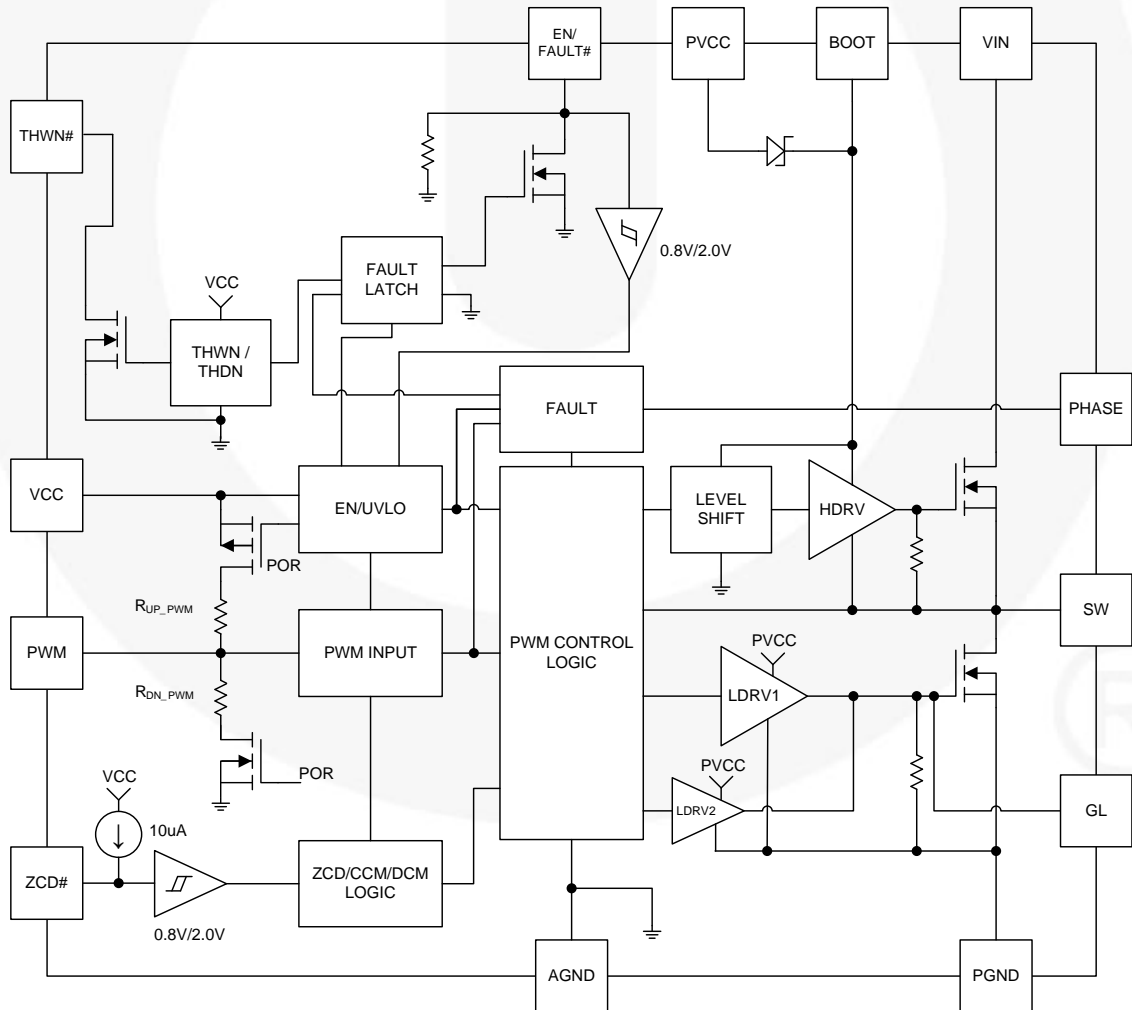 EN/
FAULT#
PVCC
BOOT
VIN
THWN#
0.8V/2.0V
FAULT
LATCH
VCC
THWN /
THDN
FAULT
PHASE
VCC
EN/UVLO
LEVEL
SHIFT
HDRV
POR
RUP_PWM
SW
PWM
PWM INPUT
PWM CONTROL
LOGIC
PVCC
RDN_PWM
LDRV1
PVCC
VCC
POR
LDRV2
GL
10uA
ZCD#
ZCD/CCM/DCM
LOGIC
0.8V/2.0V
AGND
PGND